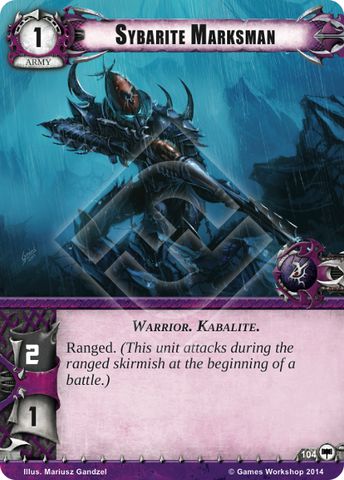 1
ARMY
SYBARITE MARKSMAN
WARRIOR. KABALITE.
2
Ranged. (This unit attacks during the
ranged skirmish at the beginning of a
battle.)
1
104
Illus. Mariusz Gandzel
© Games Workshop 2014